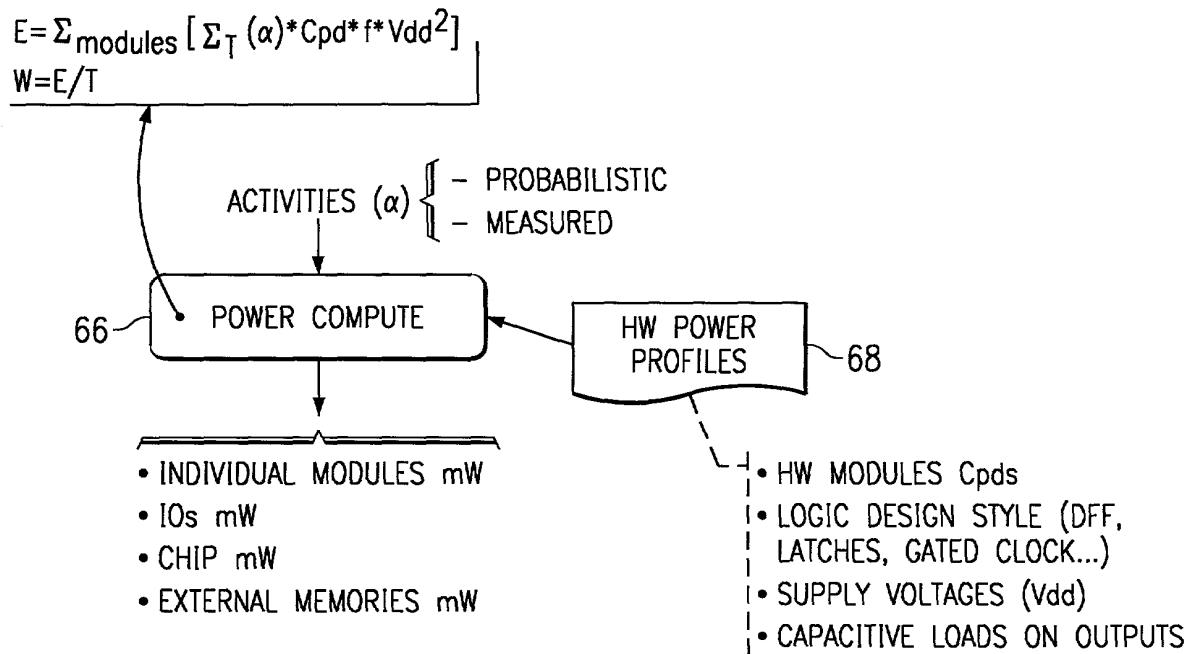 E=Σmodules[ΣT(α)*Cpd*f*Vdd²]
W=E/T
ACTIVITIES (α)
– PROBABILISTIC
– MEASURED
66
POWER COMPUTE
HW POWER
PROFILES
68
• INDIVIDUAL MODULES mW
• IOs mW
• CHIP mW
• EXTERNAL MEMORIES mW
• HW MODULES Cpds
• LOGIC DESIGN STYLE (DFF,
LATCHES, GATED CLOCK...)
• SUPPLY VOLTAGES (Vdd)
• CAPACITIVE LOADS ON OUTPUTS